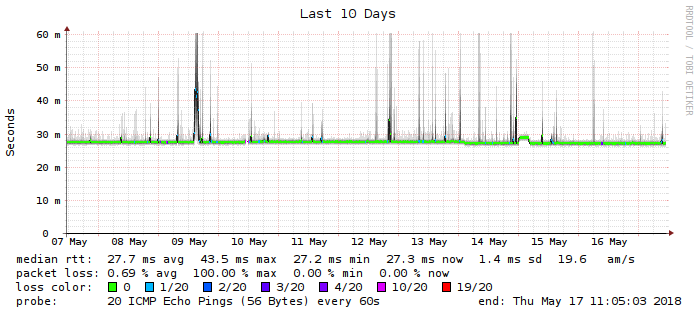 Last 10 Days
RRDTOOL / TOBI OETIKER
Seconds
60 m
50 m
40 m
30 m
20 m
10 m
0
07 May 08 May 09 May 10 May 11 May 12 May 13 May 14 May 15 May 16 May
median rtt: 27.7 ms avg 43.5 ms max 27.2 ms min 27.3 ms now 1.4 ms sd 19.6 am/s
packet loss: 0.69 % avg 100.00 % max 0.00 % min 0.00 % now
loss color: 0 1/20 2/20 3/20 4/20 10/20 19/20
probe: 20 ICMP Echo Pings (56 Bytes) every 60s end: Thu May 17 11:05:03 2018